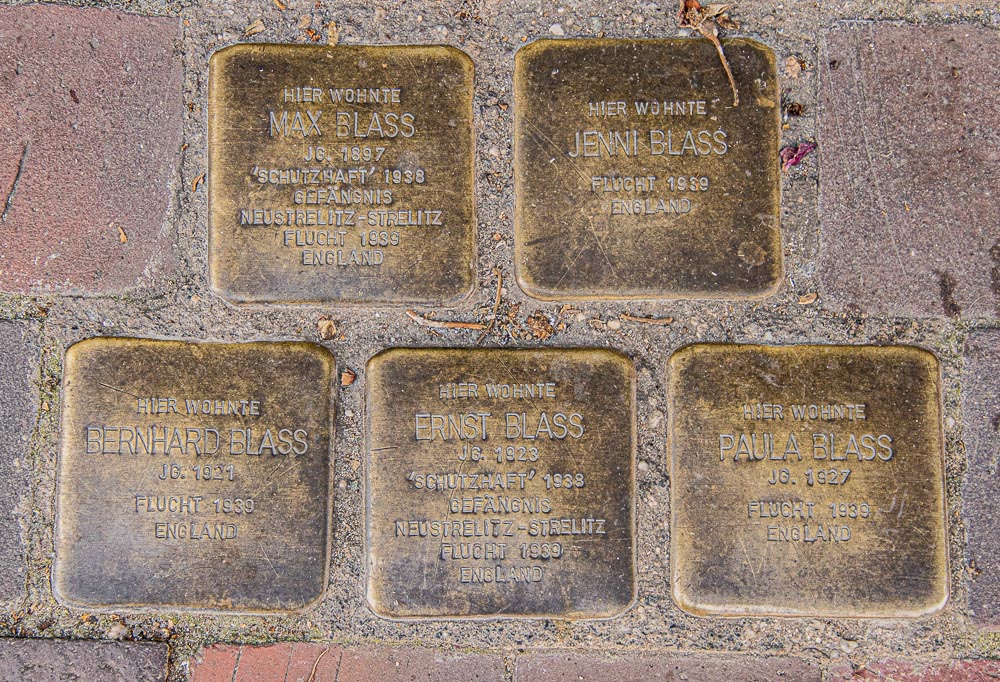 HIER WOHNTE
MAX BLASS
JG. 1897
'SCHUTZHAFT' 1938
GEFÄNGNIS
NEUSTRELITZ-STRELITZ
FLUCHT 1939
ENGLAND
HIER WOHNTE
JENNI BLASS
FLUCHT 1939
ENGLAND
HIER WOHNTE
BERNHARD BLASS
JG. 1921
FLUCHT 1939
ENGLAND
HIER WOHNTE
ERNST BLASS
JG. 1923
'SCHUTZHAFT' 1938
GEFÄNGNIS
NEUSTRELITZ-STRELITZ
FLUCHT 1939
ENGLAND
HIER WOHNTE
PAULA BLASS
JG. 1927
FLUCHT 1939
ENGLAND